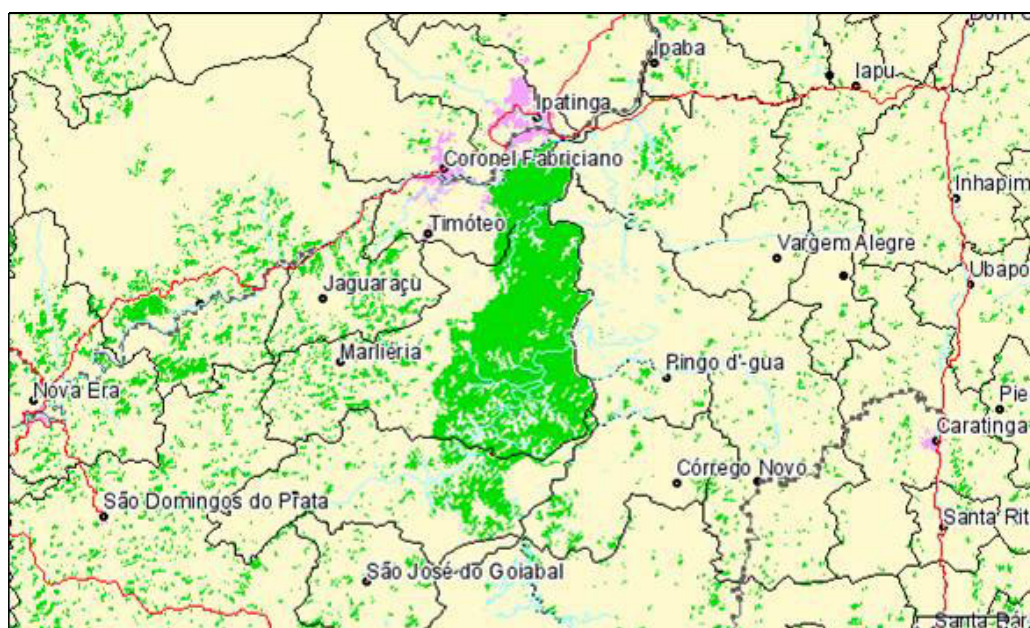 Ipaba
Iapu
Ipatinga
Coronel Fabriciano
Inhapim
Timóteo
Vargem Alegre
Ubapo
Jaguaraçu
Marliéria
Pingo d'-gua
Nova Era
Pie
Caratinga
Córrego Novo
São Domingos do Prata
Santa Rit
São José do Goiabal